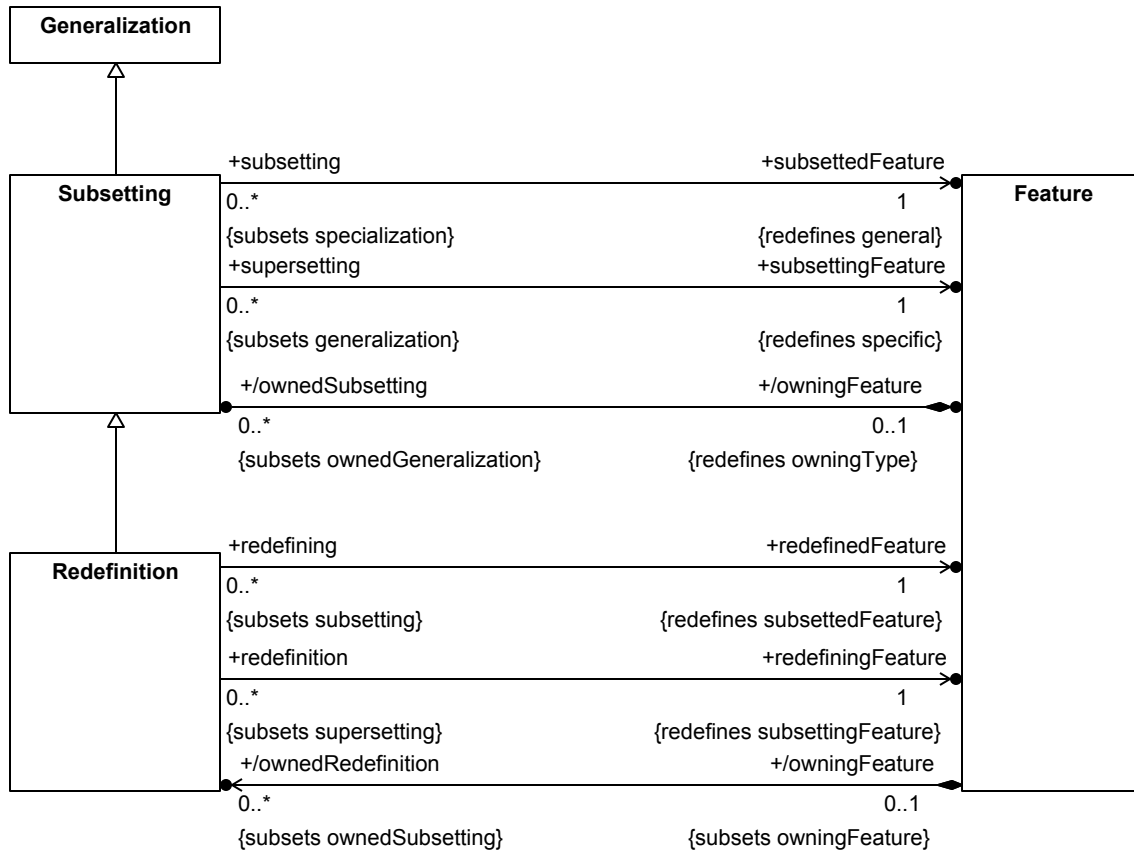 Generalization
Subsetting
Feature
+subsetting +subsettedFeature
0..* 1
{subsets specialization} {redefines general}
+supersetting +subsettingFeature
0..* 1
{subsets generalization} {redefines specific}
+/ownedSubsetting +/owningFeature
0..* 0..1
{subsets ownedGeneralization} {redefines owningType}
Redefinition
+redefining +redefinedFeature
0..* 1
{subsets subsetting} {redefines subsettedFeature}
+redefinition +redefiningFeature
0..* 1
{subsets supersetting} {redefines subsettingFeature}
+/ownedRedefinition +/owningFeature
0..* 0..1
{subsets ownedSubsetting} {subsets owningFeature}